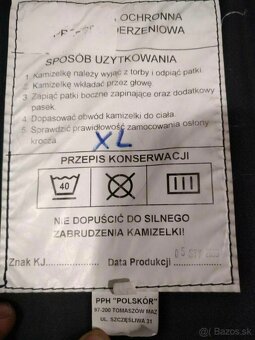 OCHRONNA
SPOSÓB UŻYTKOWANIA
1. Kamizelkę należy wyjąć z torby i odpiąć patki.
2. Kamizelkę wkładać przez głowę.
3. Zapiąć patki boczne zapinające oraz dodatkowy
pasek.
4. Dopasować obwód kamizelki do ciała.
5. Sprawdzić prawidłowość zamocowania osłony
krocza.
XL
PRZEPIS KONSERWACJI
40
NIE DOPUŚCIĆ DO SILNEGO
ZABRUDZENIA KAMIZELKI!
Znak KJ.......... Data Produkcji 05 STY
PPH "POLSKÓR"
97-200 TOMASZÓW MAZ
UL. SZCZĘŚLIWA 21
bazos.sk